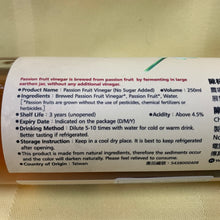 Passion fruit vinegar is brewed from passion fruit by fermenting in large
earthen jar, without any additional vinegar.
● Product Name : Passion Fruit Vinegar (No Sugar Added) ● Volume : 250ml
● Ingredients : Brewed Passion Fruit Vinegar*, Passion Fruit*, Water.
[*Passion fruit are grown without the use of pesticides, chemical fertilizers or
herbicides.]
● Shelf Life : 3 years (unopened) ● Acidity : Above 4.5%
● Expiry Date : Indicated on the package (D/M/Y)
● Drinking Method : Dilute 5-10 times with water for cold or warm drink.
Better tasting if refrigerating.
● Storage Instruction : Keep in a cool dry place. It is best to keep refrigerated
once opened.
● This product is made from natural ingredients, therefore the occurrence of sediments
and the color will darken naturally. Please feel relieved to consume.
● Country of Origin : Taiwan